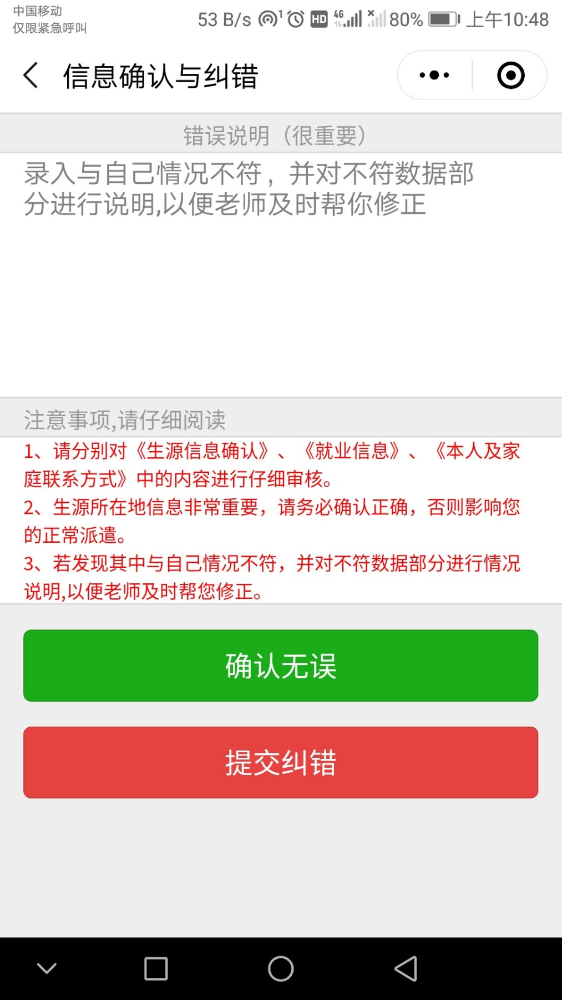 中国移动
仅限紧急呼叫
53 B/s 1 HD 4G 80% 上午10:48
信息确认与纠错
错误说明（很重要）
录入与自己情况不符，并对不符数据部
分进行说明,以便老师及时帮你修正
注意事项,请仔细阅读
1、请分别对《生源信息确认》、《就业信息》、《本人及家
庭联系方式》中的内容进行仔细审核。
2、生源所在地信息非常重要，请务必确认正确，否则影响您
的正常派遣。
3、若发现其中与自己情况不符，并对不符数据部分进行情况
说明,以便老师及时帮您修正。
确认无误
提交纠错